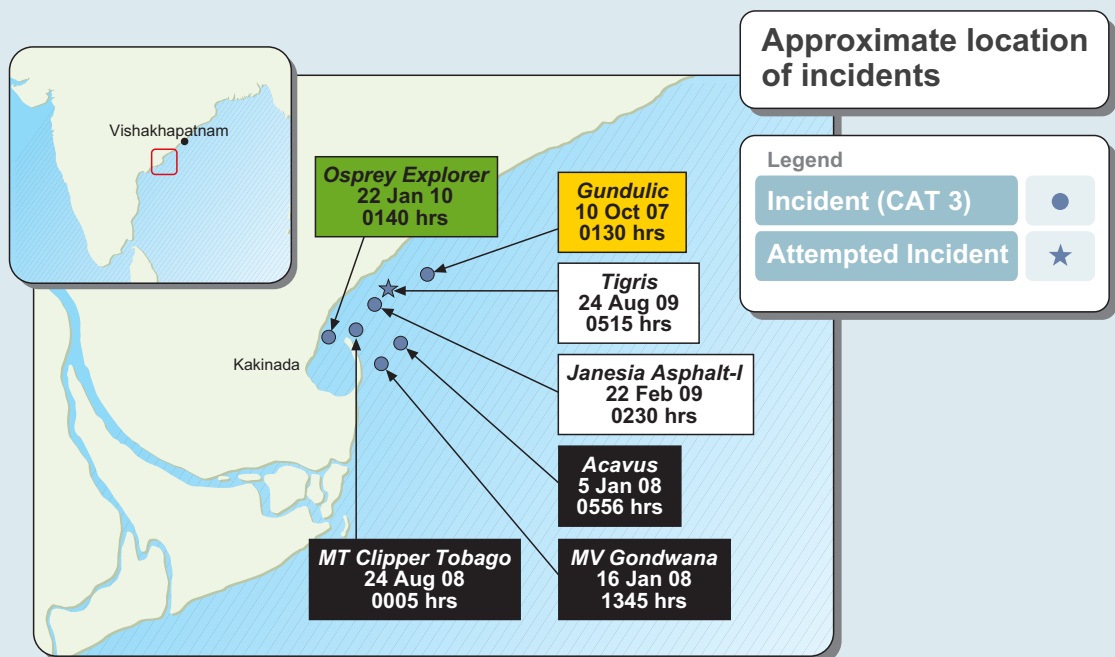 Approximate location
of incidents
Legend
Incident (CAT 3)
Attempted Incident
Vishakhapatnam
Osprey Explorer
22 Jan 10
0140 hrs
Gundulic
10 Oct 07
0130 hrs
Tigris
24 Aug 09
0515 hrs
Kakinada
Janesia Asphalt-I
22 Feb 09
0230 hrs
Acavus
5 Jan 08
0556 hrs
MT Clipper Tobago
24 Aug 08
0005 hrs
MV Gondwana
16 Jan 08
1345 hrs